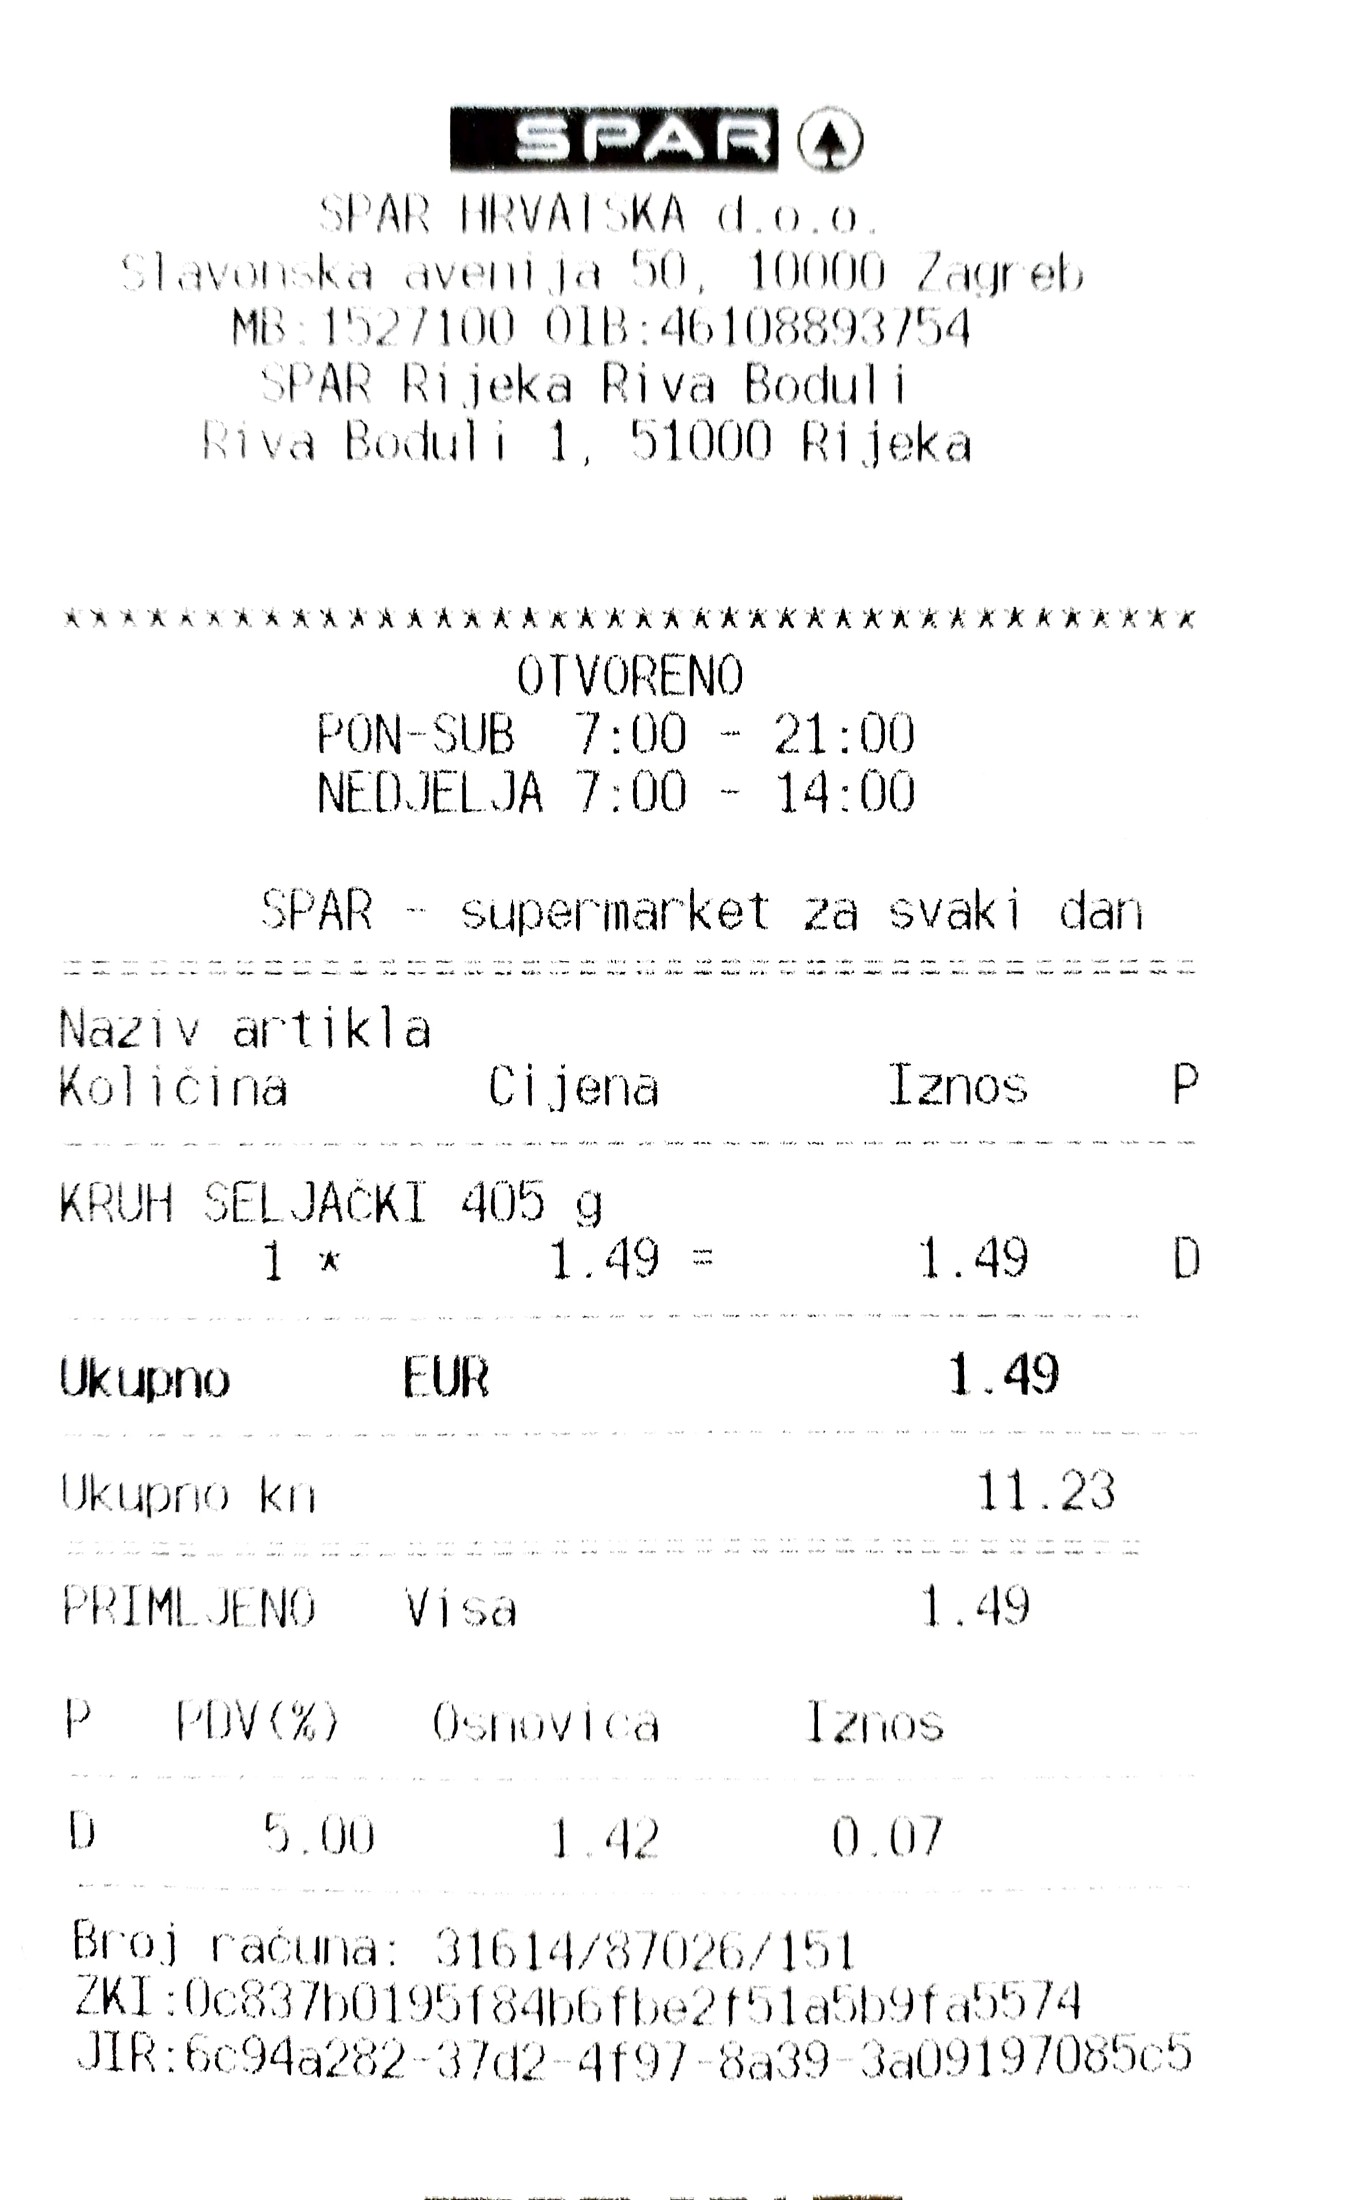 SPAR
SPAR HRVATSKA d.o.o.
Slavonska avenija 50, 10000 Zagreb
MB:1527100 OIB:46108893754
SPAR Rijeka Riva Boduli
Riva Boduli 1, 51000 Rijeka
****************************************
OTVORENO
PON-SUB 7:00 - 21:00
NEDJELJA 7:00 - 14:00
SPAR - supermarket za svaki dan
========================================
Naziv artikla
Količina Cijena Iznos P
----------------------------------------
KRUH SELJAČKI 405 g
1 * 1.49 = 1.49 D
--------------------------------------
Ukupno EUR 1.49
----------------------------------------
Ukupno kn 11.23
======================================
PRIMLJENO Visa 1.49
P PDV(%) Osnovica Iznos
----------------------------------------
D 5.00 1.42 0.07
----------------------------------------
Broj računa: 31614/87026/151
ZKI:0c837b0195f84b6fbe2f51a5b9fa5574
JIR:6c94a282-37d2-4f97-8a39-3a09197085c5